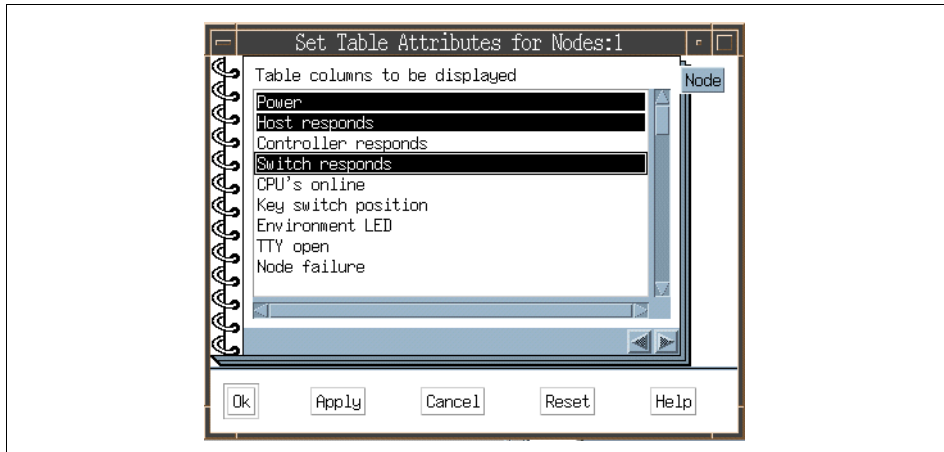 Set Table Attributes for Nodes:1
Table columns to be displayed
Node
Power
Host responds
Controller responds
Switch responds
CPU's online
Key switch position
Environment LED
TTY open
Node failure
Ok Apply Cancel Reset Help